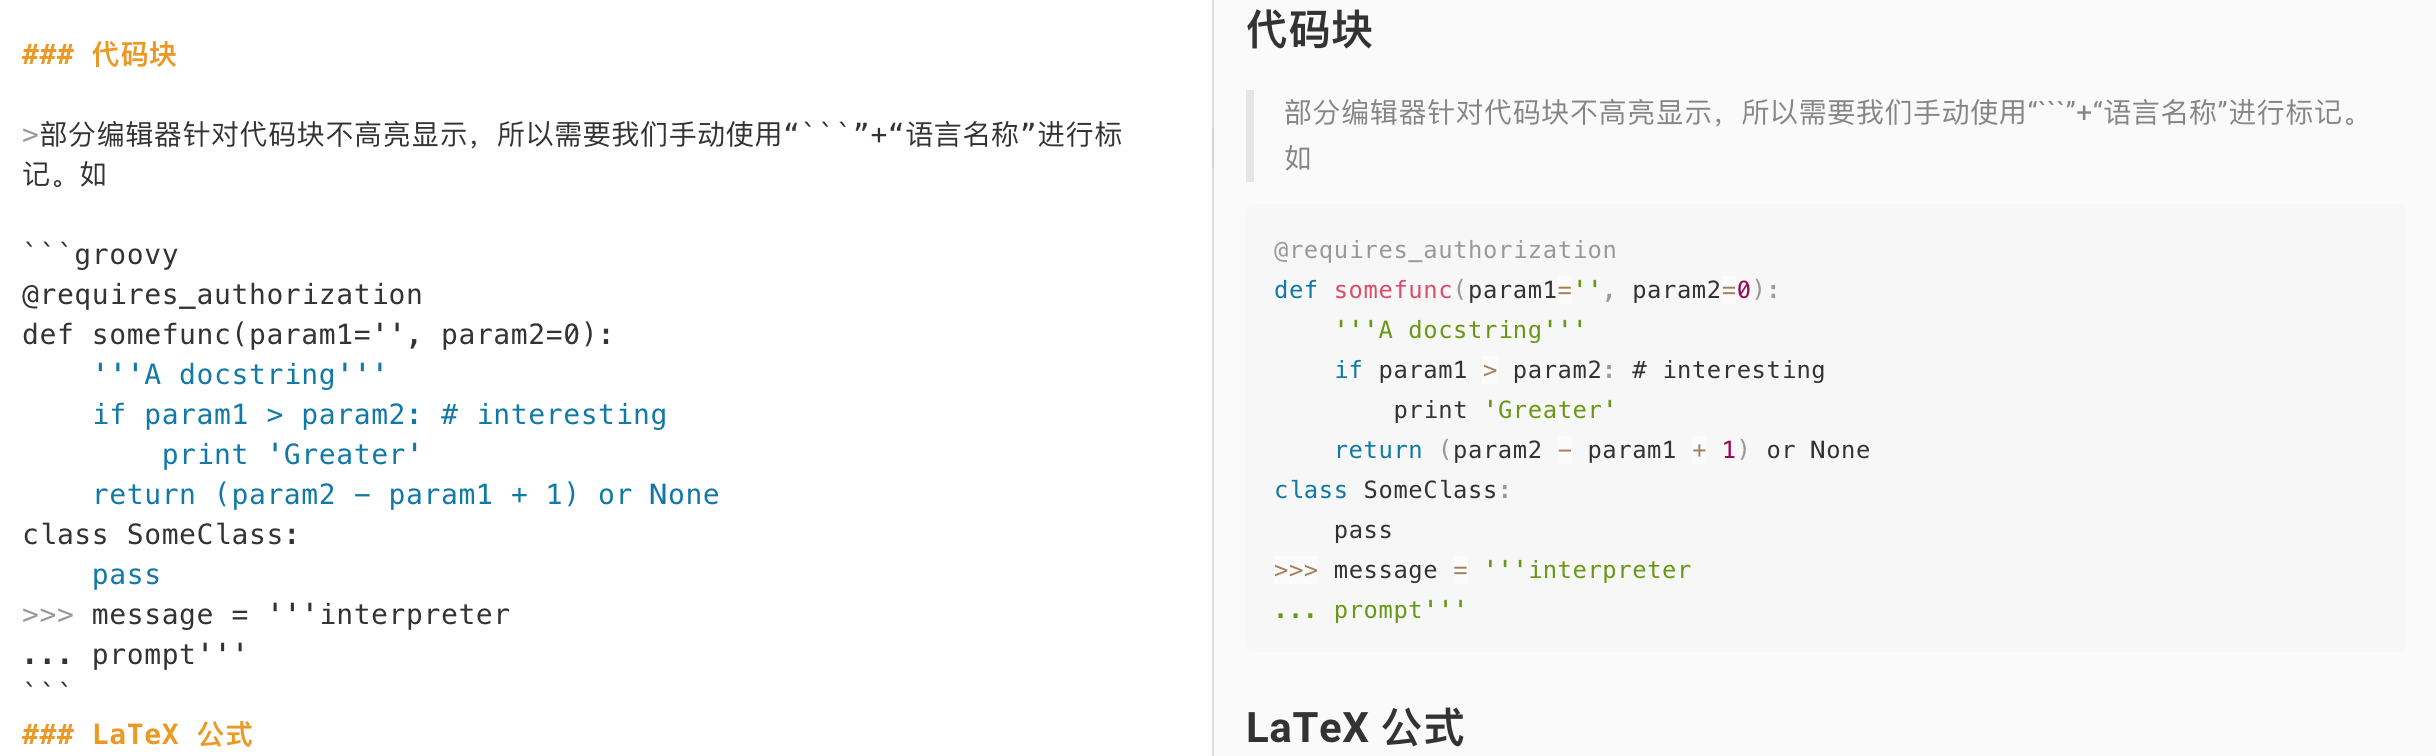 ### 代码块
>部分编辑器针对代码块不高亮显示，所以需要我们手动使用“```”+“语言名称”进行标
记。如
```groovy
@requires_authorization
def somefunc(param1='', param2=0):
    '''A docstring'''
    if param1 > param2: # interesting
        print 'Greater'
    return (param2 - param1 + 1) or None
class SomeClass:
    pass
>>> message = '''interpreter
... prompt'''
```
### LaTeX 公式
代码块
部分编辑器针对代码块不高亮显示，所以需要我们手动使用“```”+“语言名称”进行标记。
如
@requires_authorization
def somefunc(param1='', param2=0):
    '''A docstring'''
    if param1 > param2: # interesting
        print 'Greater'
    return (param2 - param1 + 1) or None
class SomeClass:
    pass
>>> message = '''interpreter
... prompt'''
LaTeX 公式